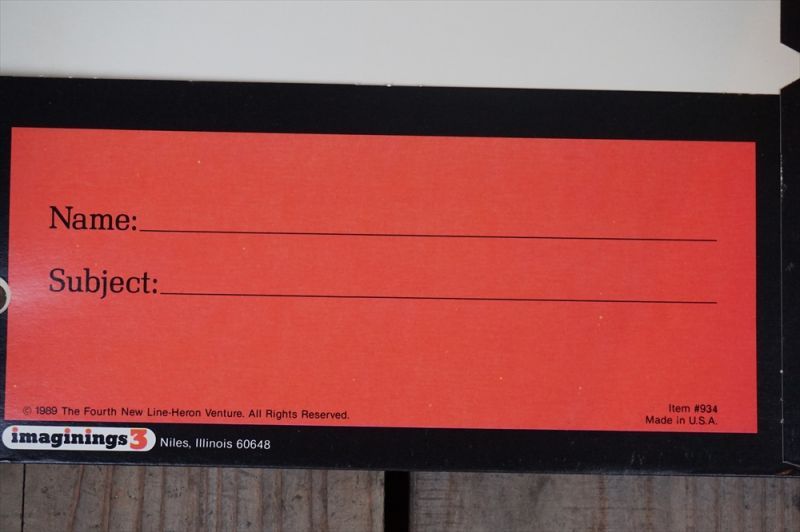 Name:
Subject:
© 1989 The Fourth New Line-Heron Venture. All Rights Reserved.
Item #934
Made in U.S.A.
imaginings3 Niles, Illinois 60648